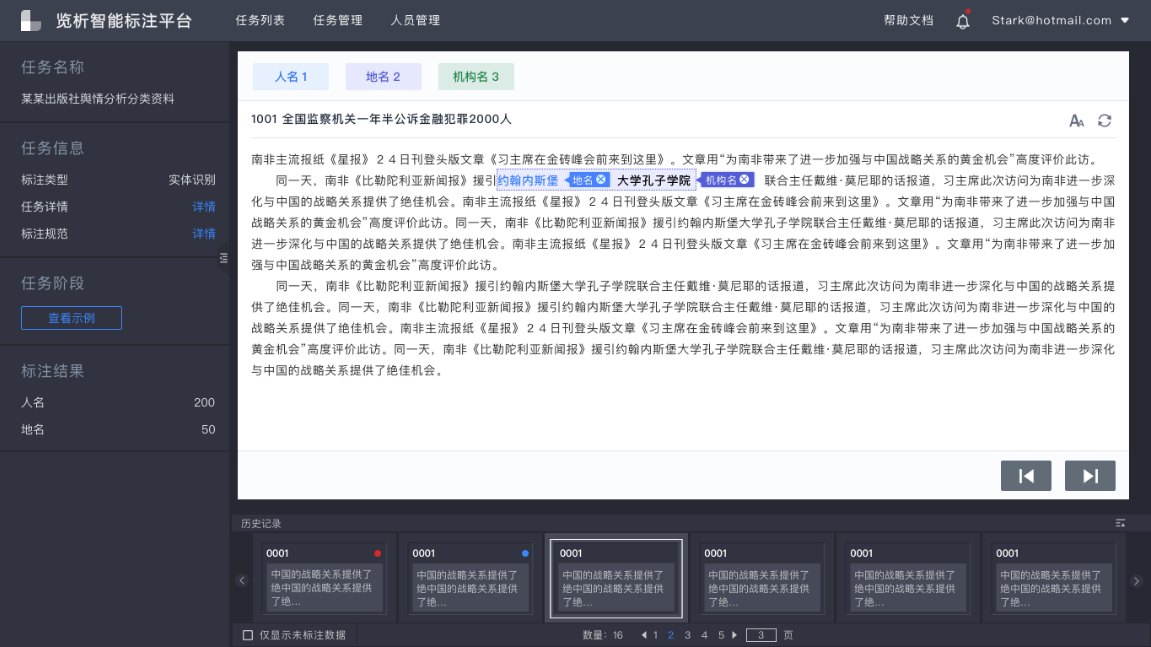 览析智能标注平台 任务列表 任务管理 人员管理 帮助文档 Stark@hotmail.com
任务名称
某某出版社舆情分析分类资料
任务信息
标注类型 实体识别
任务详情 详情
标注规范 详情
任务阶段
查看示例
标注结果
人名 200
地名 50
人名 1 地名 2 机构名 3
1001 全国监察机关一年半公诉金融犯罪2000人
南非主流报纸《星报》２４日刊登头版文章《习主席在金砖峰会前来到这里》。文章用“为南非带来了进一步加强与中国战略关系的黄金机会”高度评价此访。
同一天，南非《比勒陀利亚新闻报》援引约翰内斯堡 地名 大学孔子学院 机构名 联合主任戴维·莫尼耶的话报道，习主席此次访问为南非进一步深
化与中国的战略关系提供了绝佳机会。南非主流报纸《星报》２４日刊登头版文章《习主席在金砖峰会前来到这里》。文章用“为南非带来了进一步加强与中国
战略关系的黄金机会”高度评价此访。同一天，南非《比勒陀利亚新闻报》援引约翰内斯堡大学孔子学院联合主任戴维·莫尼耶的话报道，习主席此次访问为南非
进一步深化与中国的战略关系提供了绝佳机会。南非主流报纸《星报》２４日刊登头版文章《习主席在金砖峰会前来到这里》。文章用“为南非带来了进一步加
强与中国战略关系的黄金机会”高度评价此访。
同一天，南非《比勒陀利亚新闻报》援引约翰内斯堡大学孔子学院联合主任戴维·莫尼耶的话报道，习主席此次访问为南非进一步深化与中国的战略关系提
供了绝佳机会。同一天，南非《比勒陀利亚新闻报》援引约翰内斯堡大学孔子学院联合主任戴维·莫尼耶的话报道，习主席此次访问为南非进一步深化与中国的
战略关系提供了绝佳机会。南非主流报纸《星报》２４日刊登头版文章《习主席在金砖峰会前来到这里》。文章用“为南非带来了进一步加强与中国战略关系的
黄金机会”高度评价此访。同一天，南非《比勒陀利亚新闻报》援引约翰内斯堡大学孔子学院联合主任戴维·莫尼耶的话报道，习主席此次访问为南非进一步深化
与中国的战略关系提供了绝佳机会。
历史记录
0001 0001 0001 0001 0001 0001
中国的战略关系提供了 中国的战略关系提供了 中国的战略关系提供了 中国的战略关系提供了 中国的战略关系提供了 中国的战略关系提供了
绝中国的战略关系提供 绝中国的战略关系提供 绝中国的战略关系提供 绝中国的战略关系提供 绝中国的战略关系提供 绝中国的战略关系提供
了绝... 了绝... 了绝... 了绝... 了绝... 了绝...
仅显示未标注数据 数量：16 1 2 3 4 5 3 页